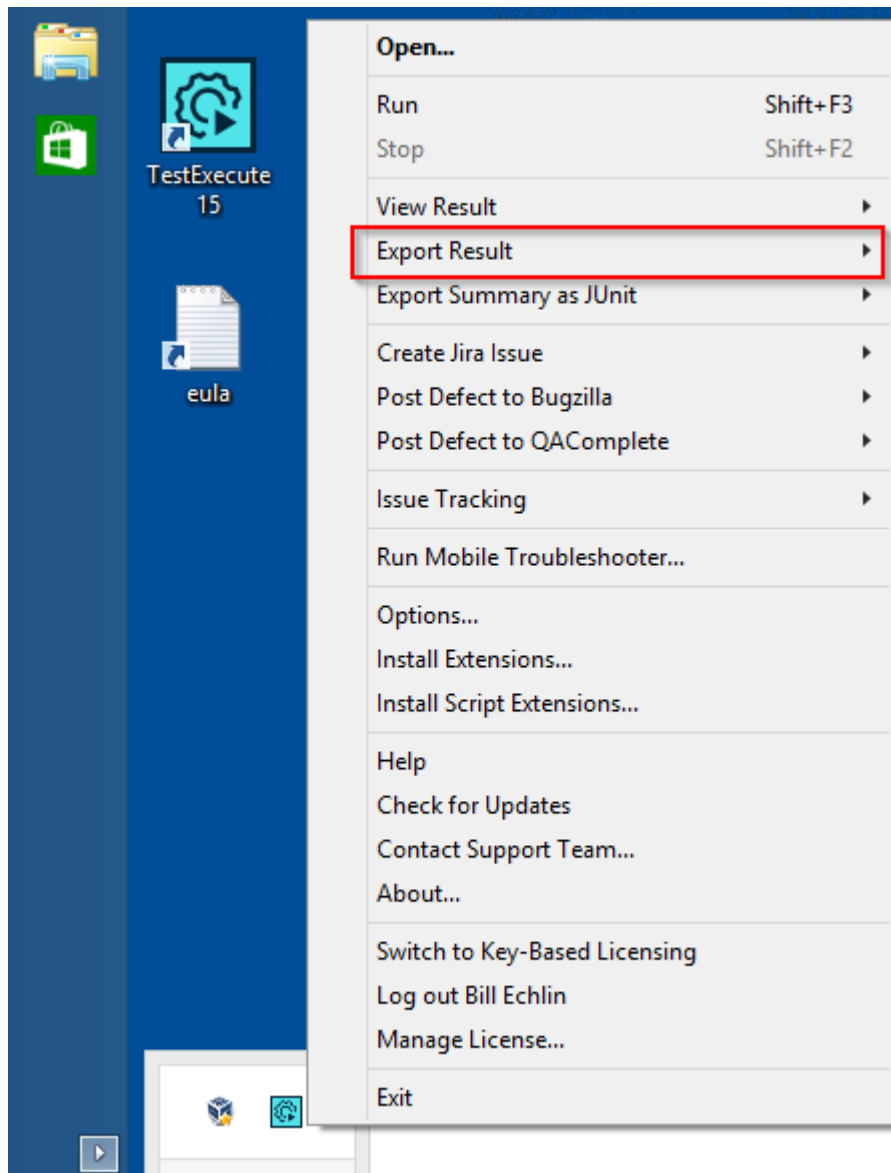 TestExecute
15
eula
Open...
Run Shift+F3
Stop Shift+F2
View Result
Export Result
Export Summary as JUnit
Create Jira Issue
Post Defect to Bugzilla
Post Defect to QAComplete
Issue Tracking
Run Mobile Troubleshooter...
Options...
Install Extensions...
Install Script Extensions...
Help
Check for Updates
Contact Support Team...
About...
Switch to Key-Based Licensing
Log out Bill Echlin
Manage License...
Exit